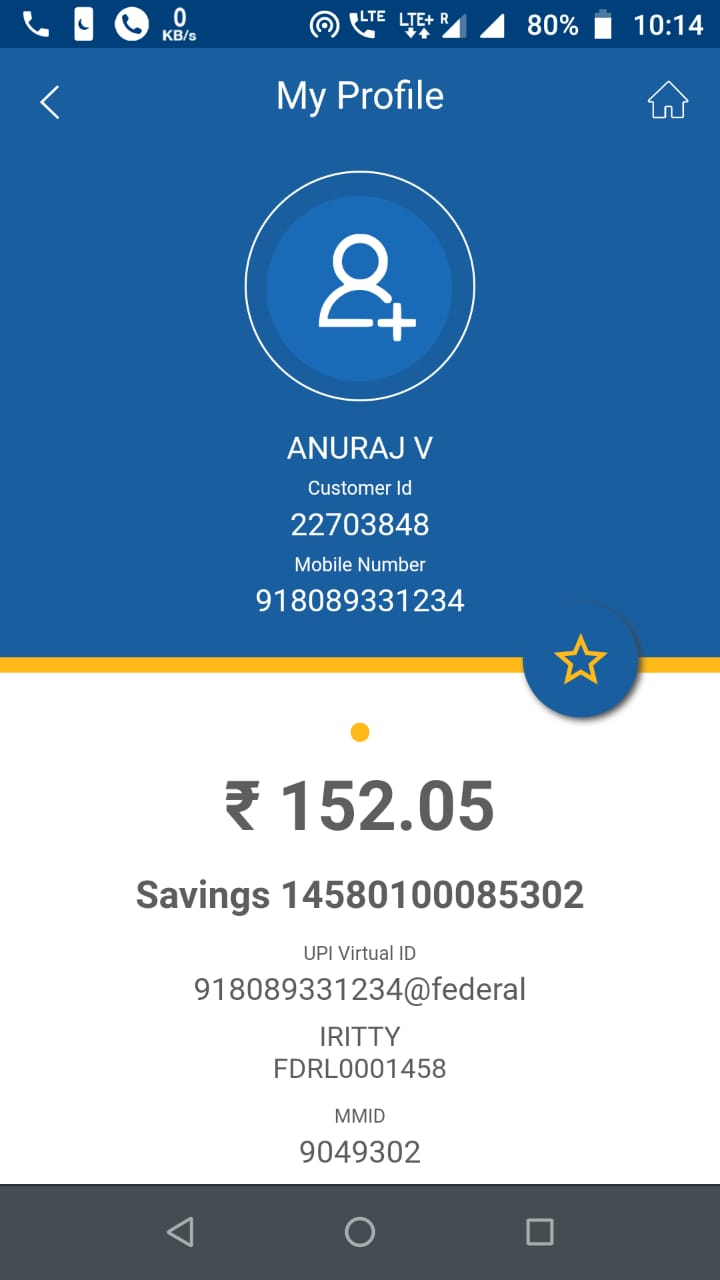 0
KB/s
LTE
LTE+ R
80%
10:14
My Profile
ANURAJ V
Customer Id
22703848
Mobile Number
918089331234
₹ 152.05
Savings 14580100085302
UPI Virtual ID
918089331234@federal
IRITTY
FDRL0001458
MMID
9049302